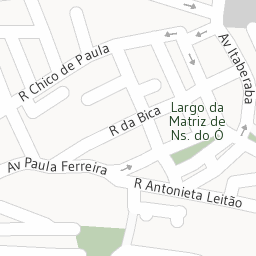 Av Itaberaba
R Chico de Paula
R da Bica
Largo da
Matriz de
Ns. do Ó
Av Paula Ferreira
R Antonieta Leitão